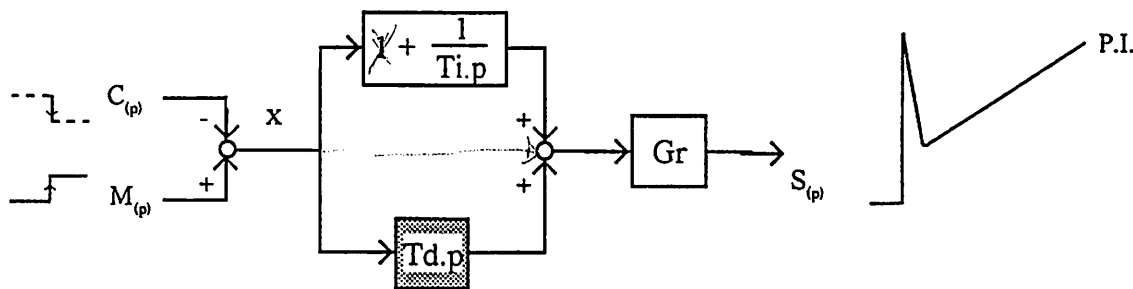 1 + 1/Ti.p
P.I.
C(p)
-
x
+
Gr
S(p)
M(p)
+
+
Td.p